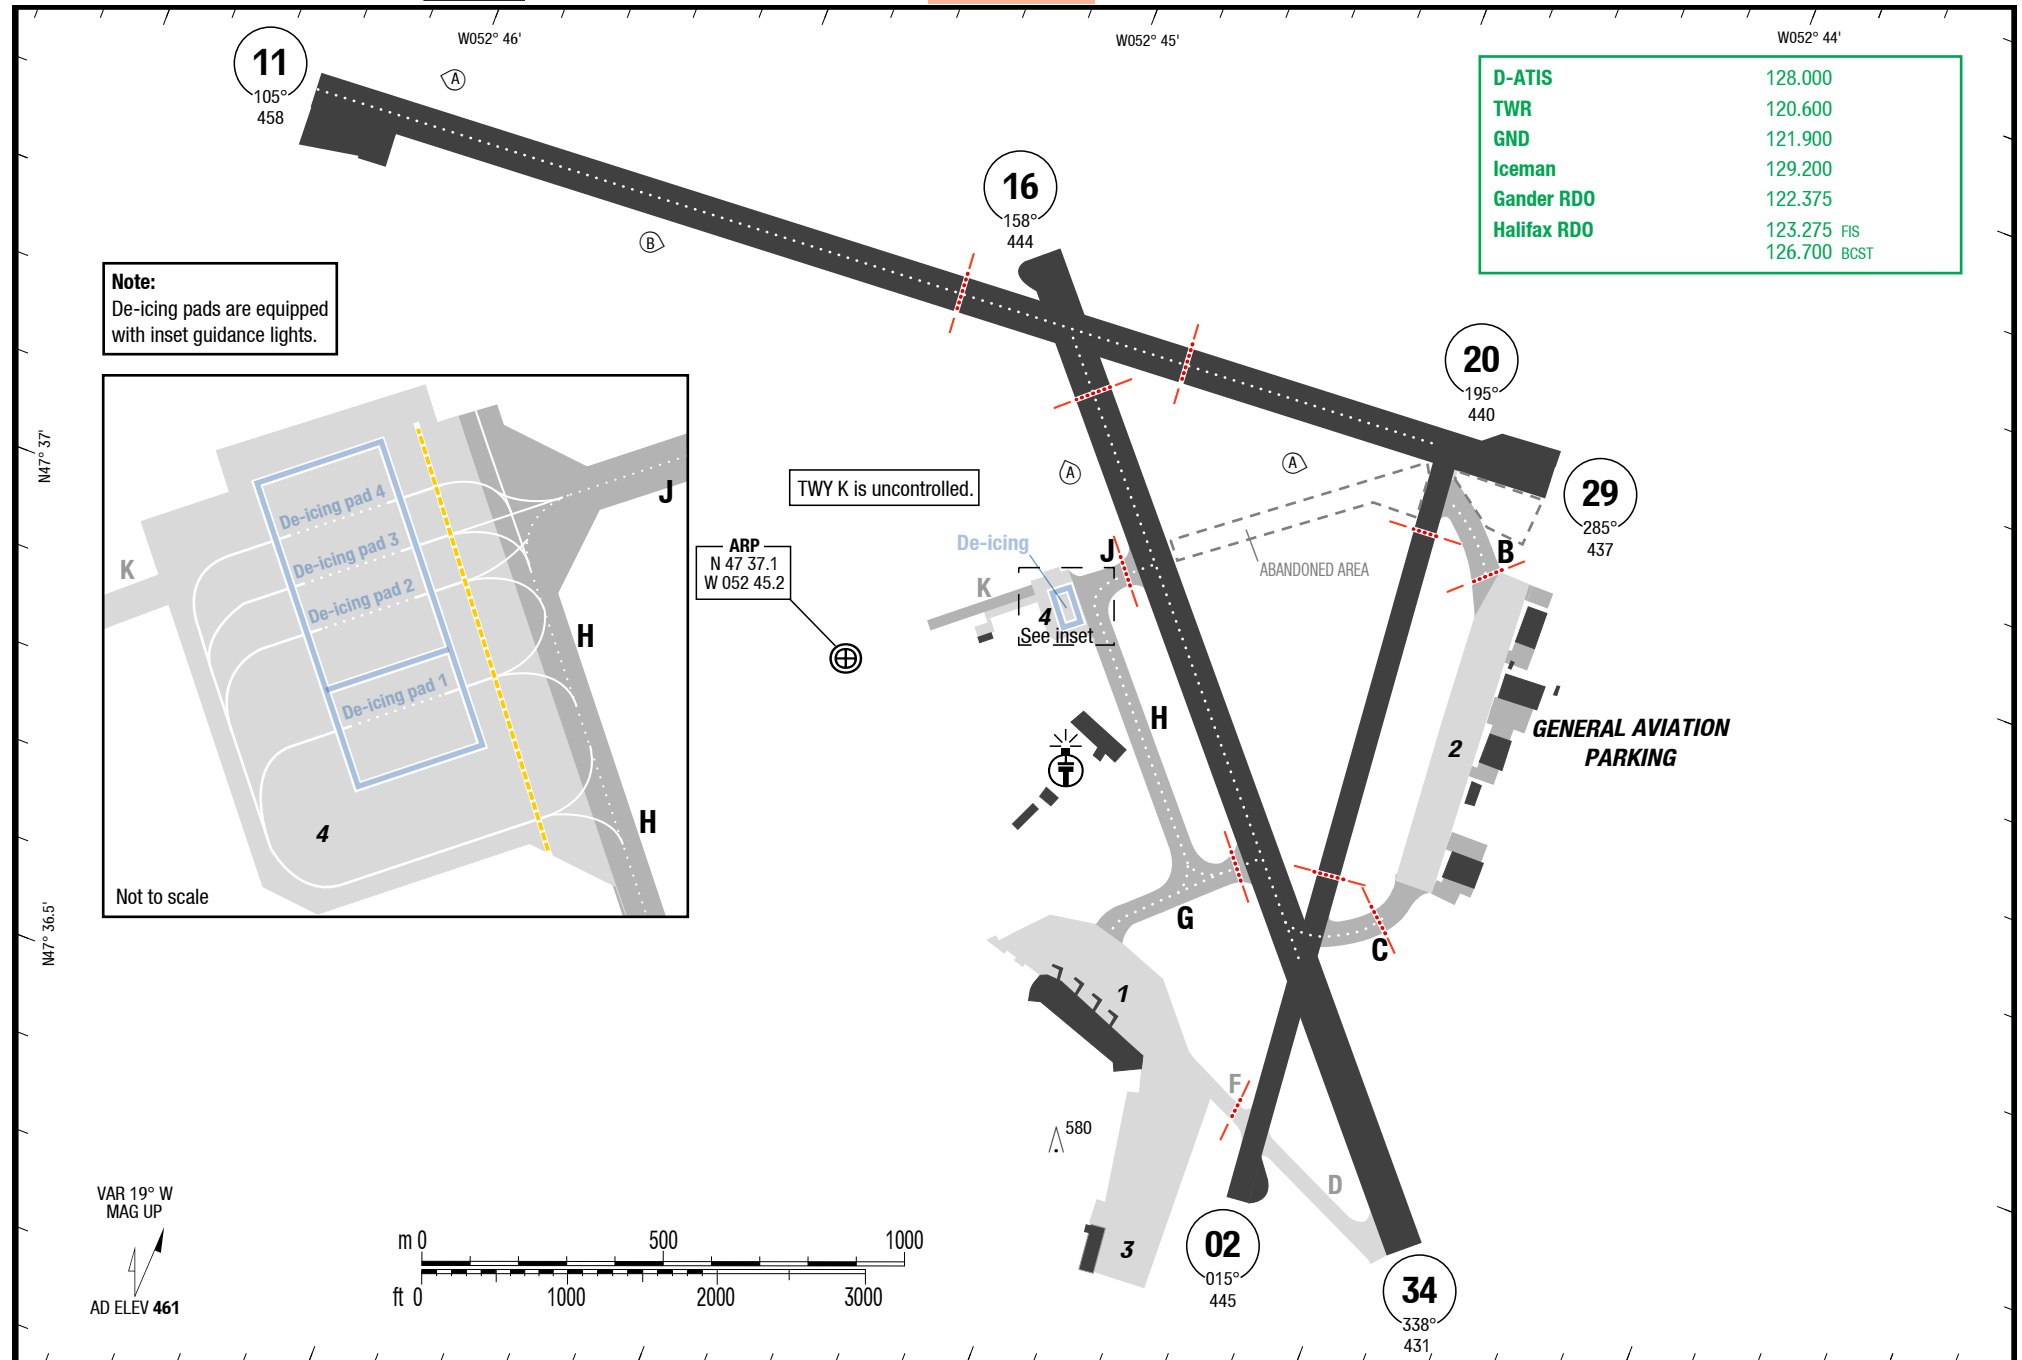 W052° 46'
W052° 45'
W052° 44'
11
105°
458
A
D-ATIS 128.000
TWR 120.600
GND 121.900
Iceman 129.200
Gander RDO 122.375
Halifax RDO 123.275 FIS
126.700 BCST
16
158°
444
B
Note:
De-icing pads are equipped
with inset guidance lights.
20
195°
440
N47° 37'
A
A
TWY K is uncontrolled.
29
285°
437
De-icing pad 4
De-icing pad 3
De-icing pad 2
De-icing pad 1
J
K
H
H
4
Not to scale
ARP
N 47 37.1
W 052 45.2
De-icing
J
K
4
See inset
ABANDONED AREA
B
H
2
GENERAL AVIATION
PARKING
N47° 36.5'
G
C
1
F
580
D
3
VAR 19° W
MAG UP
AD ELEV 461
m 0 500 1000
ft 0 1000 2000 3000
02
015°
445
34
338°
431